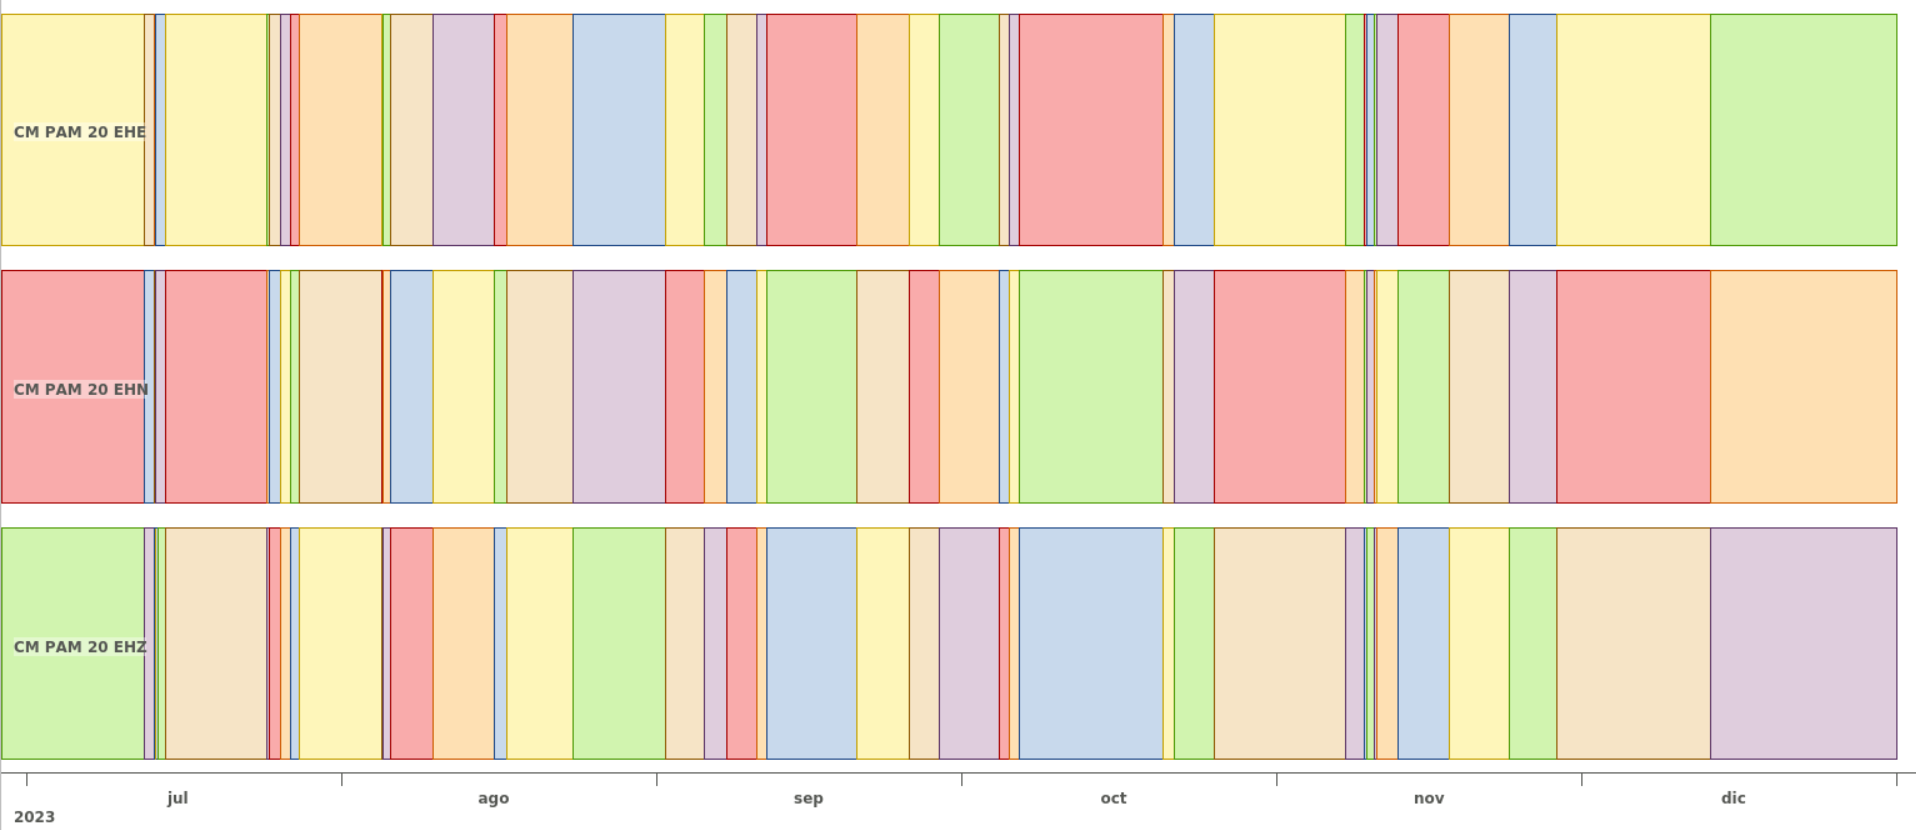 CM PAM 20 EHE
CM PAM 20 EHN
CM PAM 20 EHZ
jul ago sep oct nov dic
2023